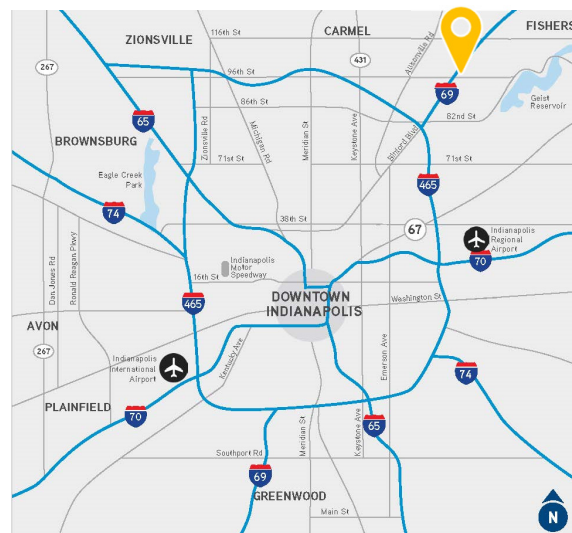 ZIONSVILLE
116th St
CARMEL
FISHERS
Allisonville Rd
431
267
96th St
69
65
86th St
82nd St
Geist
Reservoir
BROWNSBURG
Zionsville Rd
Michigan Rd
Meridian St
Keystone Ave
Binford Blvd
71st St
71st St
Eagle Creek
Park
465
74
38th St
67
Indianapolis
Regional
Airport
70
Dan Jones Rd
Ronald Reagan Pkwy
Indianapolis
Motor
Speedway
16th St
465
DOWNTOWN
INDIANAPOLIS
Washington St
AVON
267
Indianapolis
International
Airport
Kentucky Ave
Emerson Ave
74
PLAINFIELD
70
Meridian St
Keystone Ave
65
Southport Rd
69
GREENWOOD
Main St
N